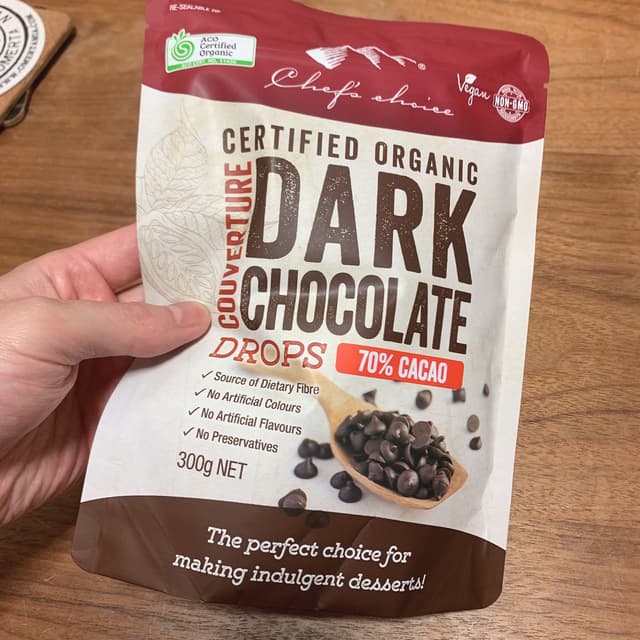 RE-SEALABLE ZIP
ACO
Certified
Organic
Chef's choice
®
Vegan
NON-GMO
CERTIFIED ORGANIC
COUVERTURE
DARK
CHOCOLATE
DROPS
70% CACAO
✓ Source of Dietary Fibre
✓ No Artificial Colours
✓ No Artificial Flavours
✓ No Preservatives
300g NET
The perfect choice for
making indulgent desserts!